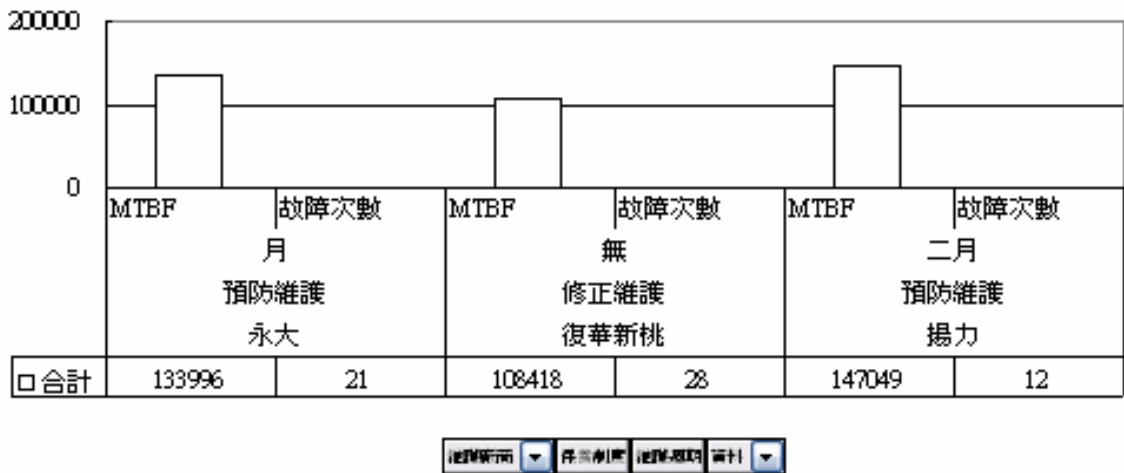 200000
100000
0
MTBF 故障次數 MTBF 故障次數 MTBF 故障次數
月 無 二月
預防維護 修正維護 預防維護
永大 復華新桃 揚力
合計 133996 21 108418 28 147049 12
資料